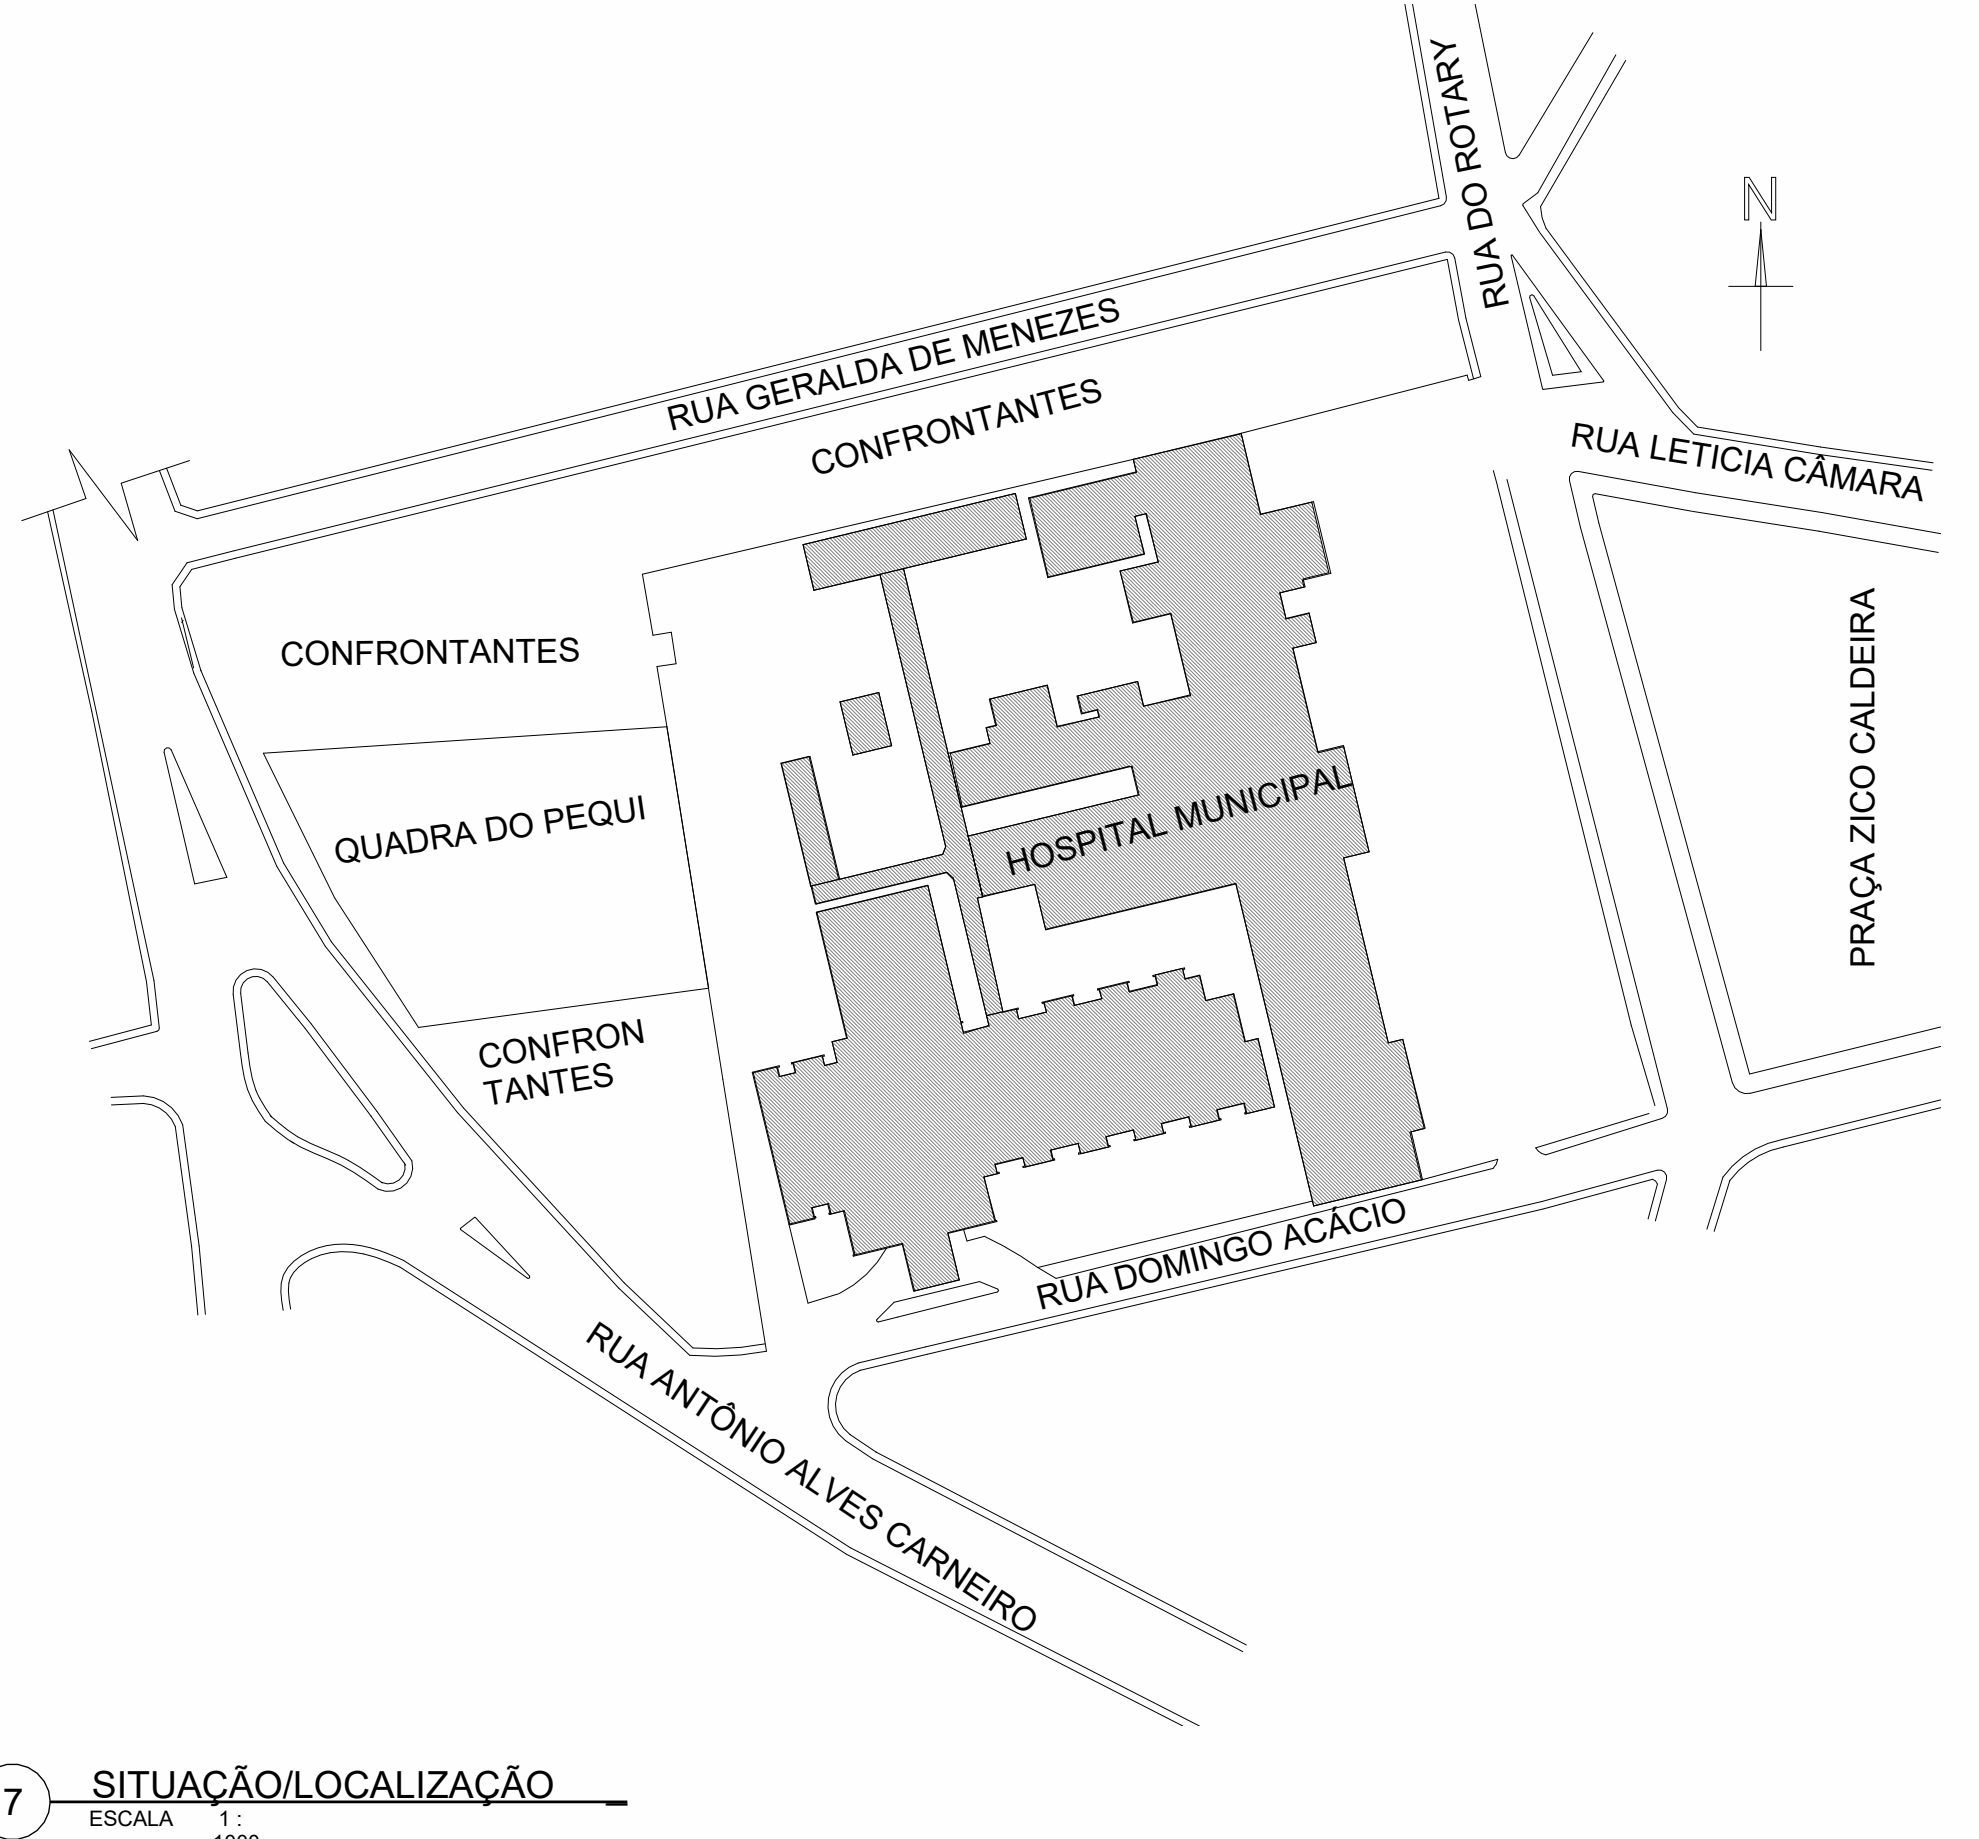 RUA DO ROTARY
N
RUA GERALDA DE MENEZES
CONFRONTANTES
RUA LETICIA CÂMARA
CONFRONTANTES
PRAÇA ZICO CALDEIRA
QUADRA DO PEQUI
HOSPITAL MUNICIPAL
CONFRON
TANTES
RUA DOMINGO ACÁCIO
RUA ANTÔNIO ALVES CARNEIRO
7
SITUAÇÃO/LOCALIZAÇÃO
ESCALA 1 :